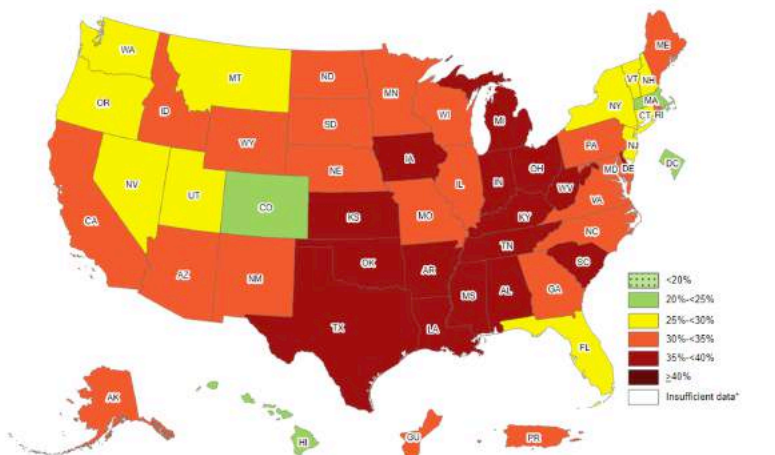 ME
WA
MT
ND
VT
NH
MN
OR
ID
SD
WI
NY
MA
CT
RI
MI
WY
IA
PA
NJ
NE
OH
NV
IL
IN
MD
DE
DC
UT
CO
WV
VA
CA
KS
MO
KY
NC
TN
OK
AR
SC
AZ
NM
MS
AL
GA
TX
LA
FL
AK
HI
GU
PR
<20%
20%-<25%
25%-<30%
30%-<35%
35%-<40%
≥40%
Insufficient data*